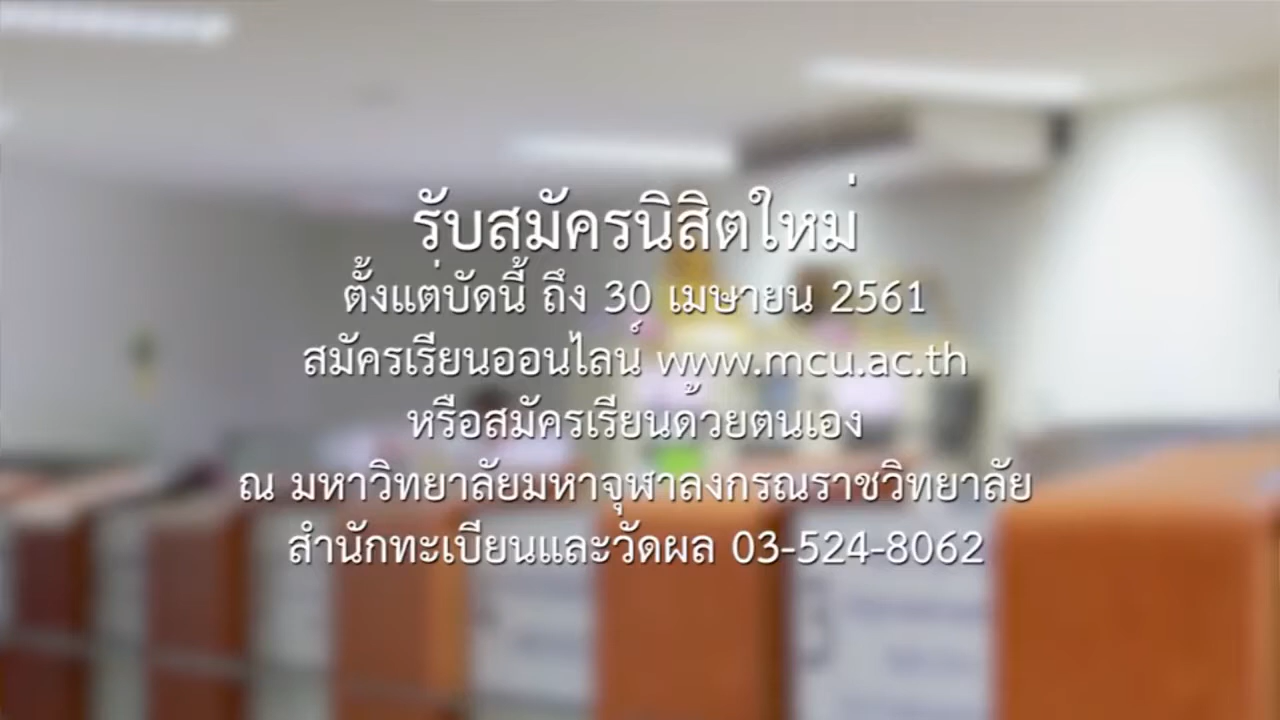 รับสมัครนิสิตใหม่
ตั้งแต่บัดนี้ ถึง 30 เมษายน 2561
สมัครเรียนออนไลน์ www.mcu.ac.th
หรือสมัครเรียนด้วยตนเอง
ณ มหาวิทยาลัยมหาจุฬาลงกรณราชวิทยาลัย
สำนักทะเบียนและวัดผล 03-524-8062